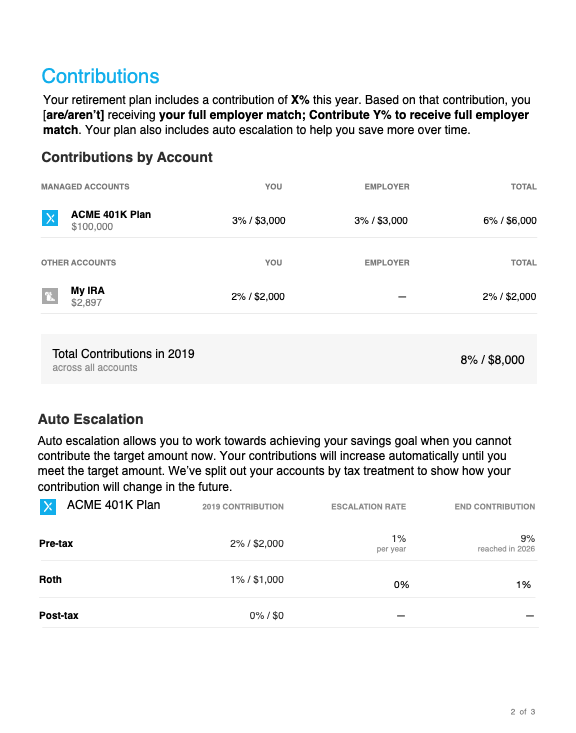 Contributions
Your retirement plan includes a contribution of X% this year. Based on that contribution, you
[are/aren't] receiving your full employer match; Contribute Y% to receive full employer
match. Your plan also includes auto escalation to help you save more over time.
Contributions by Account
MANAGED ACCOUNTS YOU EMPLOYER TOTAL
ACME 401K Plan 3% / $3,000 3% / $3,000 6% / $6,000
$100,000
OTHER ACCOUNTS YOU EMPLOYER TOTAL
My IRA 2% / $2,000 — 2% / $2,000
$2,897
Total Contributions in 2019 8% / $8,000
across all accounts
Auto Escalation
Auto escalation allows you to work towards achieving your savings goal when you cannot
contribute the target amount now. Your contributions will increase automatically until you
meet the target amount. We've split out your accounts by tax treatment to show how your
contribution will change in the future.
ACME 401K Plan 2019 CONTRIBUTION ESCALATION RATE END CONTRIBUTION
Pre-tax 2% / $2,000 1% 9%
per year reached in 2026
Roth 1% / $1,000 0% 1%
Post-tax 0% / $0 — —
2 of 3